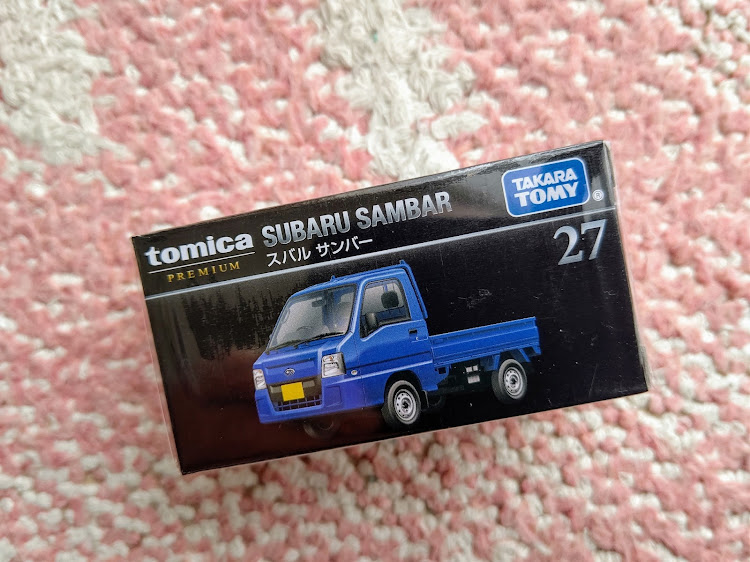 tomica
PREMIUM
SUBARU SAMBAR
スバル サンバー
TAKARA
TOMY
27